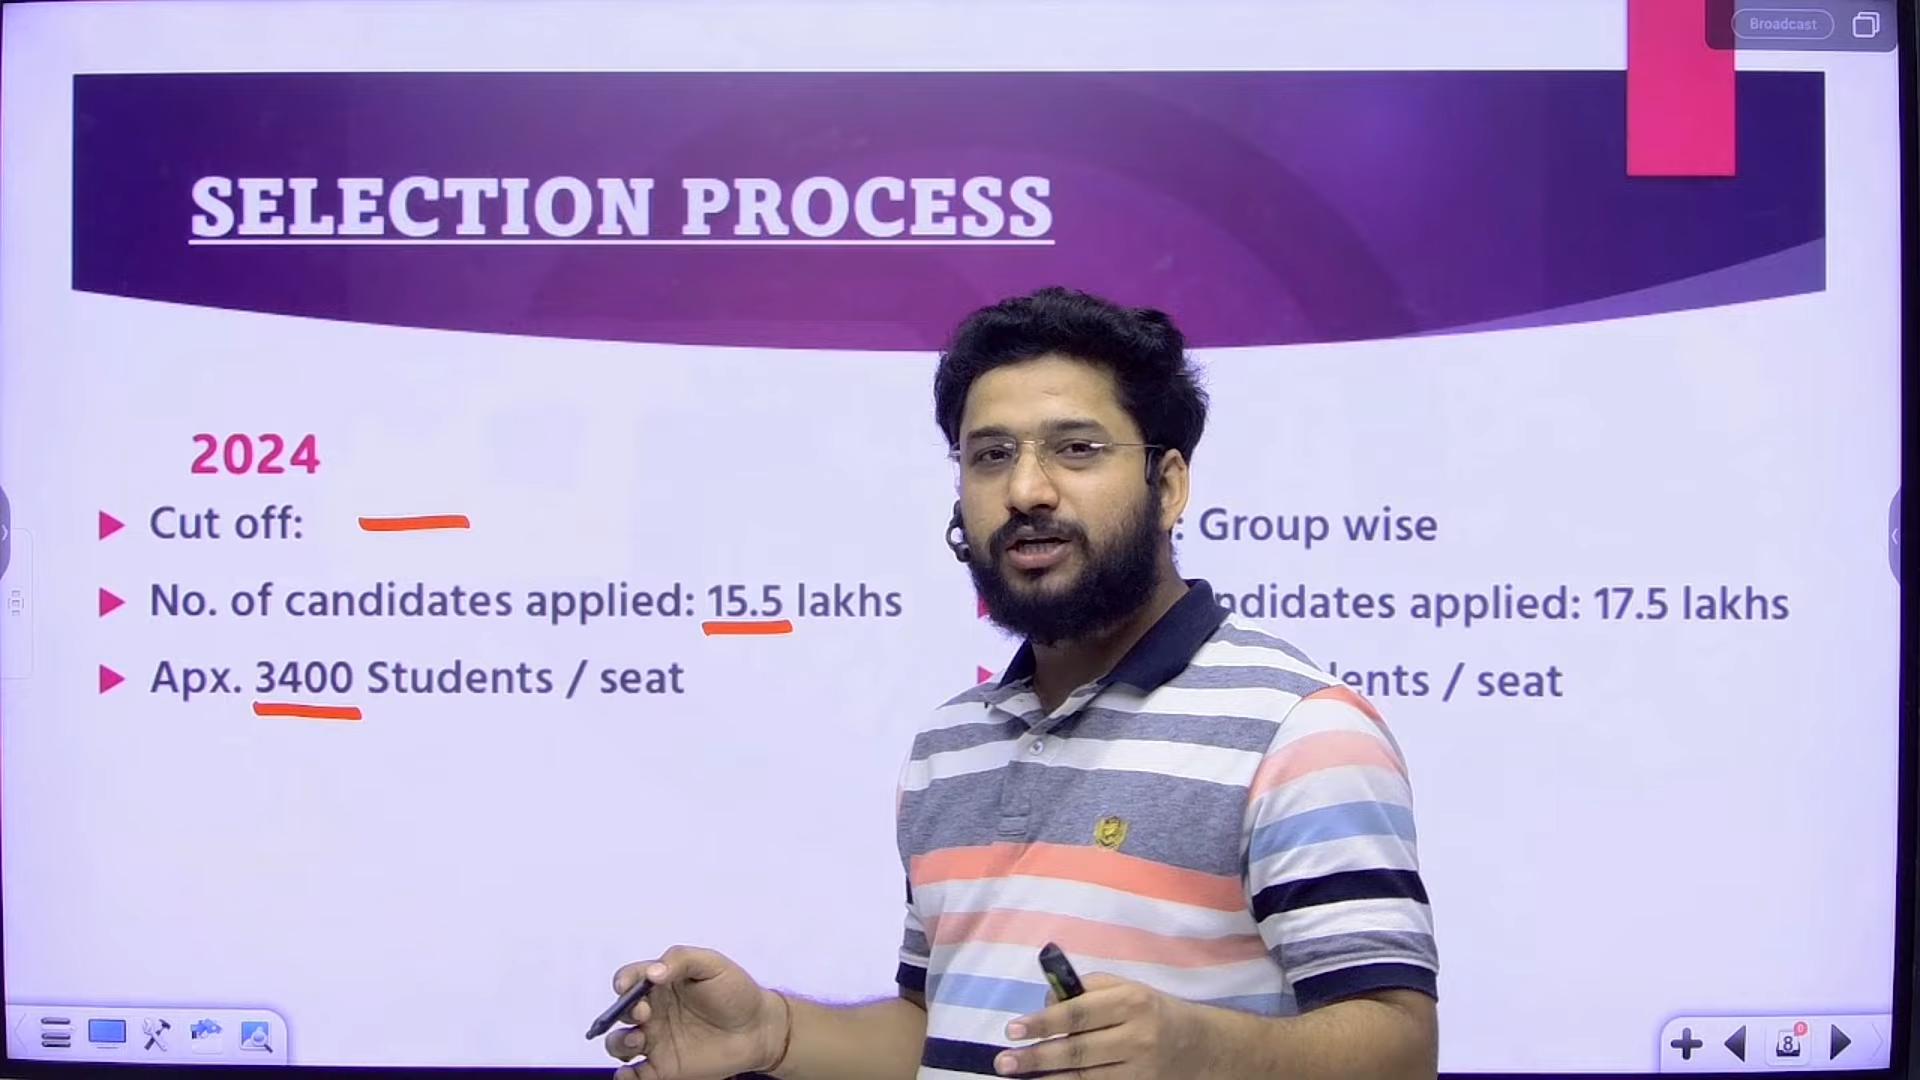 Broadcast
SELECTION PROCESS
2024
Cut off:
: Group wise
No. of candidates applied: 15.5 lakhs
ndidates applied: 17.5 lakhs
Apx. 3400 Students / seat
ents / seat
8
0